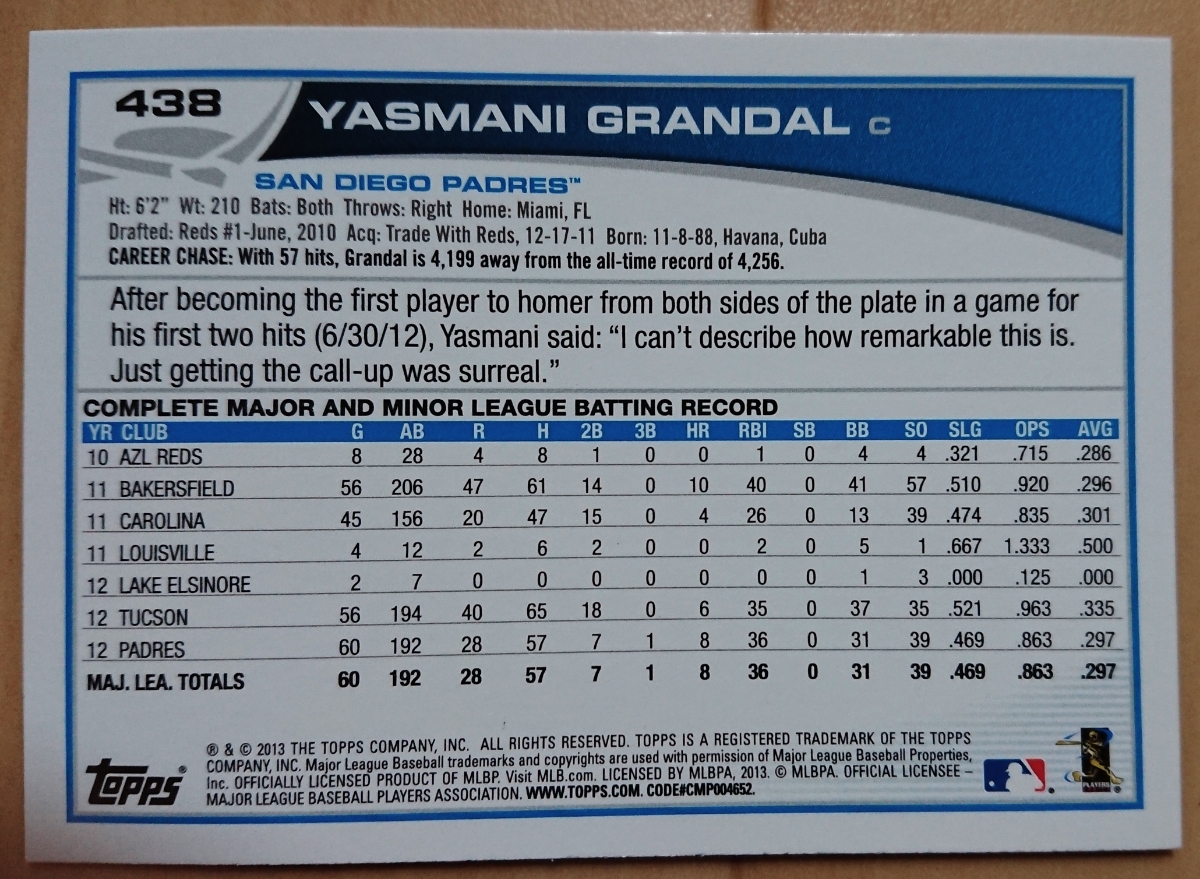 438
YASMANI GRANDAL C
SAN DIEGO PADRES™
Ht: 6'2" Wt: 210 Bats: Both Throws: Right Home: Miami, FL
Drafted: Reds #1-June, 2010 Acq: Trade With Reds, 12-17-11 Born: 11-8-88, Havana, Cuba
CAREER CHASE: With 57 hits, Grandal is 4,199 away from the all-time record of 4,256.
After becoming the first player to homer from both sides of the plate in a game for
his first two hits (6/30/12), Yasmani said: “I can't describe how remarkable this is.
Just getting the call-up was surreal.”
COMPLETE MAJOR AND MINOR LEAGUE BATTING RECORD
YR CLUB G AB R H 2B 3B HR RBI SB BB SO SLG OPS AVG
10 AZL REDS 8 28 4 8 1 0 0 1 0 4 4 .321 .715 .286
11 BAKERSFIELD 56 206 47 61 14 0 10 40 0 41 57 .510 .920 .296
11 CAROLINA 45 156 20 47 15 0 4 26 0 13 39 .474 .835 .301
11 LOUISVILLE 4 12 2 6 2 0 0 2 0 5 1 .667 1.333 .500
12 LAKE ELSINORE 2 7 0 0 0 0 0 0 0 1 3 .000 .125 .000
12 TUCSON 56 194 40 65 18 0 6 35 0 37 35 .521 .963 .335
12 PADRES 60 192 28 57 7 1 8 36 0 31 39 .469 .863 .297
MAJ. LEA. TOTALS 60 192 28 57 7 1 8 36 0 31 39 .469 .863 .297
® & © 2013 THE TOPPS COMPANY, INC. ALL RIGHTS RESERVED. TOPPS IS A REGISTERED TRADEMARK OF THE TOPPS
COMPANY, INC. Major League Baseball trademarks and copyrights are used with permission of Major League Baseball Properties,
Inc. OFFICIALLY LICENSED PRODUCT OF MLBP. Visit MLB.com. LICENSED BY MLBPA, 2013. © MLBPA. OFFICIAL LICENSEE –
MAJOR LEAGUE BASEBALL PLAYERS ASSOCIATION. WWW.TOPPS.COM. CODE#CMP004652.
TOPPS®
PLAYERS